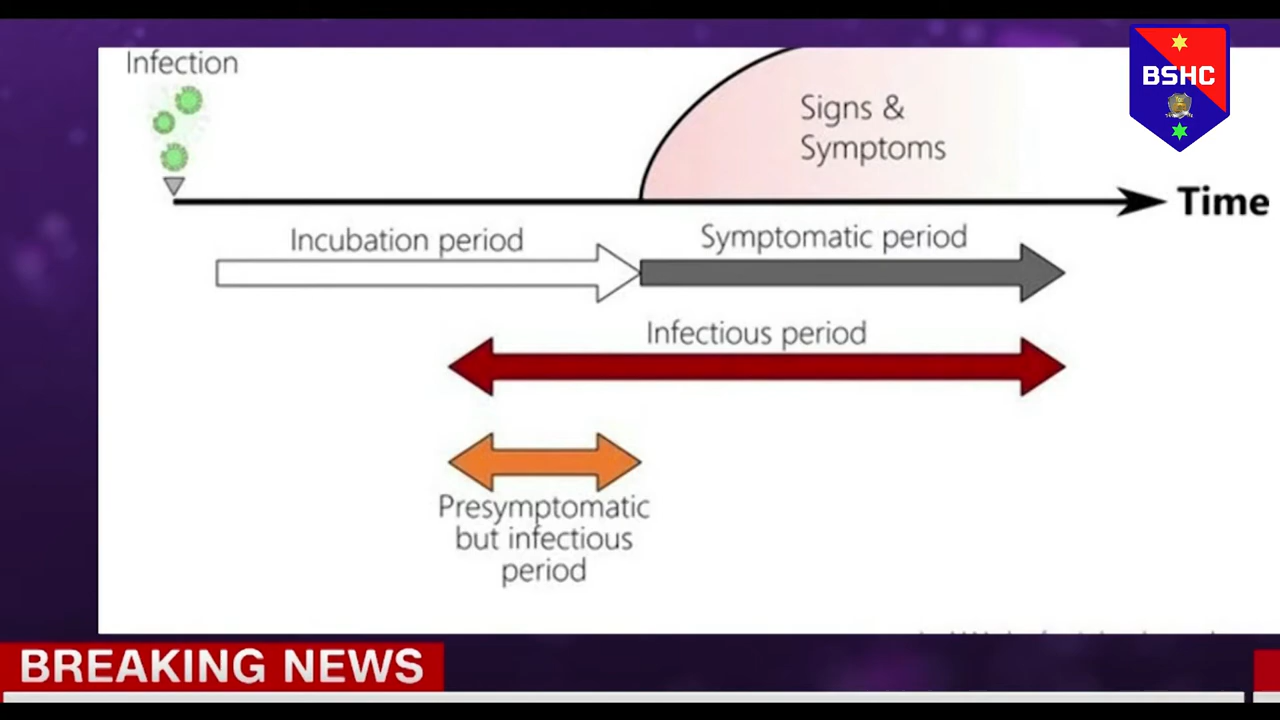 Infection
BSHC
Signs &
Symptoms
Time
Incubation period
Symptomatic period
Infectious period
Presymptomatic
but infectious
period
BREAKING NEWS